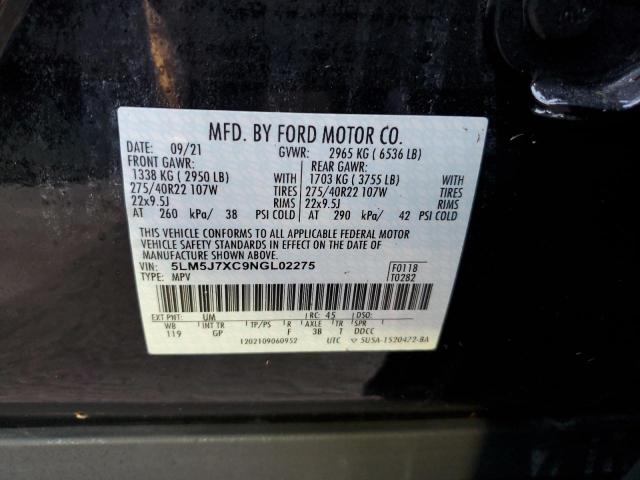 MFD. BY FORD MOTOR CO.
DATE: 09/21 GVWR: 2965 KG ( 6536 LB)
FRONT GAWR: REAR GAWR:
1338 KG ( 2950 LB) WITH 1703 KG ( 3755 LB) WITH
275/40R22 107W TIRES 275/40R22 107W TIRES
22x9.5J RIMS 22x9.5J RIMS
AT 260 kPa/ 38 PSI COLD AT 290 kPa/ 42 PSI COLD
THIS VEHICLE CONFORMS TO ALL APPLICABLE FEDERAL MOTOR
VEHICLE SAFETY STANDARDS IN EFFECT ON THE DATE OF
MANUFACTURE SHOWN ABOVE.
VIN: 5LM5J7XC9NGL02275 F0118
TYPE: MPV T0282
EXT PNT: UM RC: 45 DSO:
WB INT TR TP/PS R AXLE TR SPR
119 GP F 3B T DDCC
1202109060952 UTC 5U5A-1520472-BA